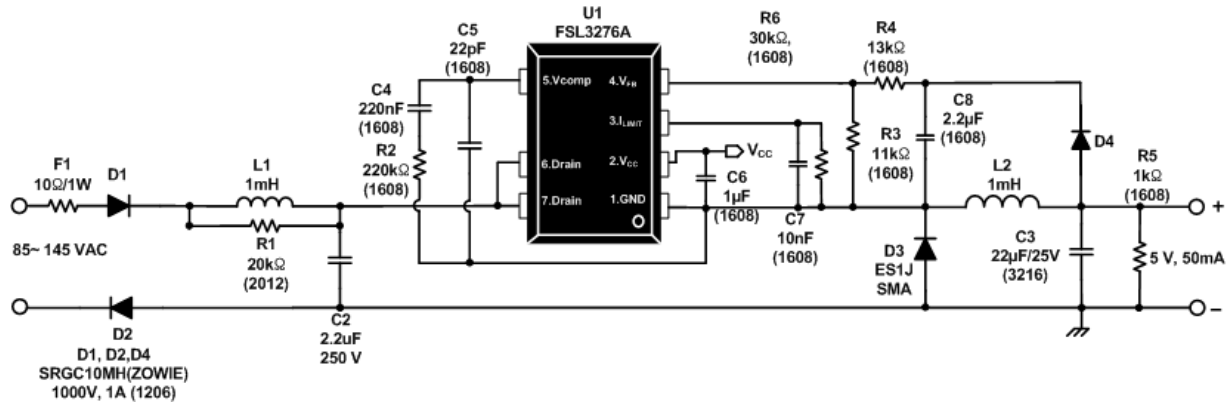 U1
FSL3276A
C5
22pF
(1608)
C4
220nF
(1608)
R2
220kΩ
(1608)
5.Vcomp
6.Drain
7.Drain
4.VFB
3.ILIMIT
2.VCC
1.GND
VCC
R6
30kΩ,
(1608)
R4
13kΩ
(1608)
C8
2.2µF
(1608)
R3
11kΩ
(1608)
D4
C6
1µF
(1608)
C7
10nF
(1608)
L2
1mH
R5
1kΩ
(1608)
D3
ES1J
SMA
C3
22µF/25V
(3216)
5 V, 50mA
+
–
F1
10Ω/1W
D1
L1
1mH
R1
20kΩ
(2012)
85~ 145 VAC
C2
2.2uF
250 V
D2
D1, D2,D4
SRGC10MH(ZOWIE)
1000V, 1A (1206)